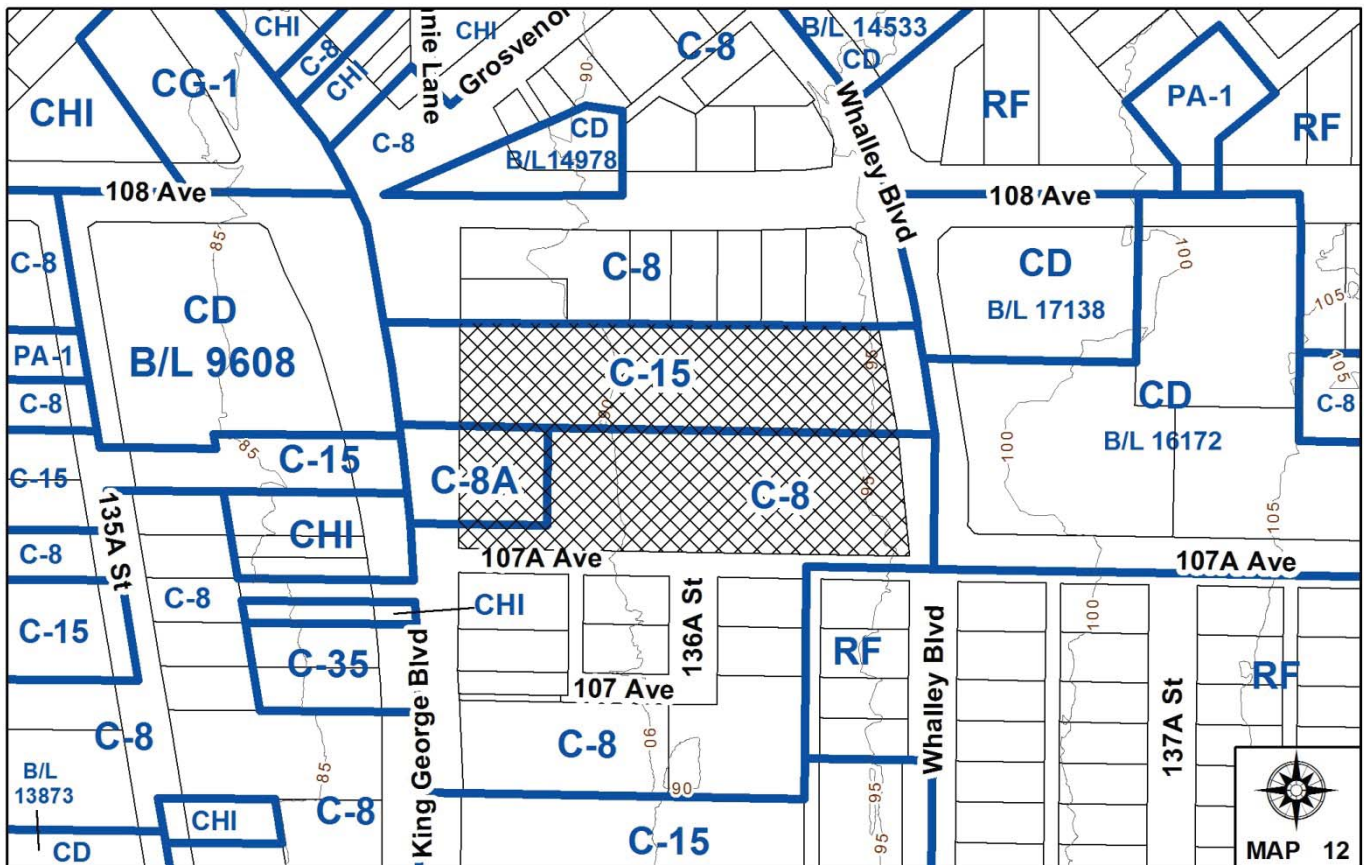 CHI
C-8
CHI
nnie Lane
CHI
Grosvenor
C-8
B/L 14533
CD
CG-1
CHI
C-8
90
CD
B/L14978
Whalley Blvd
RF
PA-1
RF
108 Ave
108 Ave
C-8
85
CD
B/L 9608
C-8
CD
B/L 17138
100
105
PA-1
C-8
C-15
95
90
105
C-8
CD
B/L 16172
C-15
85
C-15
C-8A
C-8
95
100
105
135A St
CHI
C-8
107A Ave
107A Ave
C-8
CHI
100
C-15
C-35
King George Blvd
136A St
RF
Whalley Blvd
137A St
RF
107 Ave
C-8
C-8
90
B/L
13873
85
C-8
90
95
CHI
CD
C-15
95
MAP 12